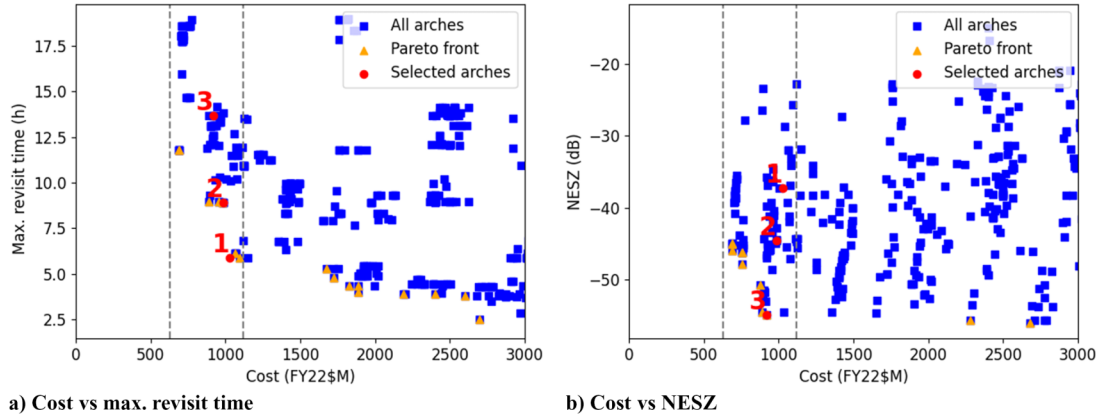 All arches
Pareto front
Selected arches
17.5
15.0
12.5
10.0
7.5
5.0
2.5
Max. revisit time (h)
3
2
1
0
500
1000
1500
2000
2500
3000
Cost (FY22$M)
a) Cost vs max. revisit time
All arches
Pareto front
Selected arches
−20
−30
−40
−50
NESZ (dB)
1
2
3
0
500
1000
1500
2000
2500
3000
Cost (FY22$M)
b) Cost vs NESZ